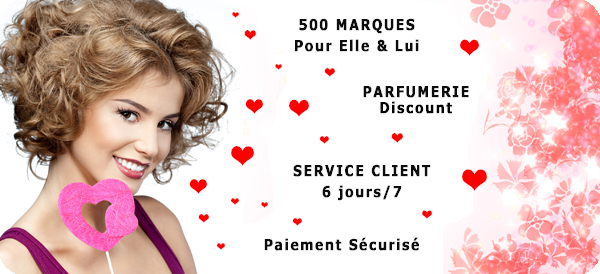 500 MARQUES
Pour Elle & Lui
PARFUMERIE
Discount
SERVICE CLIENT
6 jours/7
Paiement Sécurisé